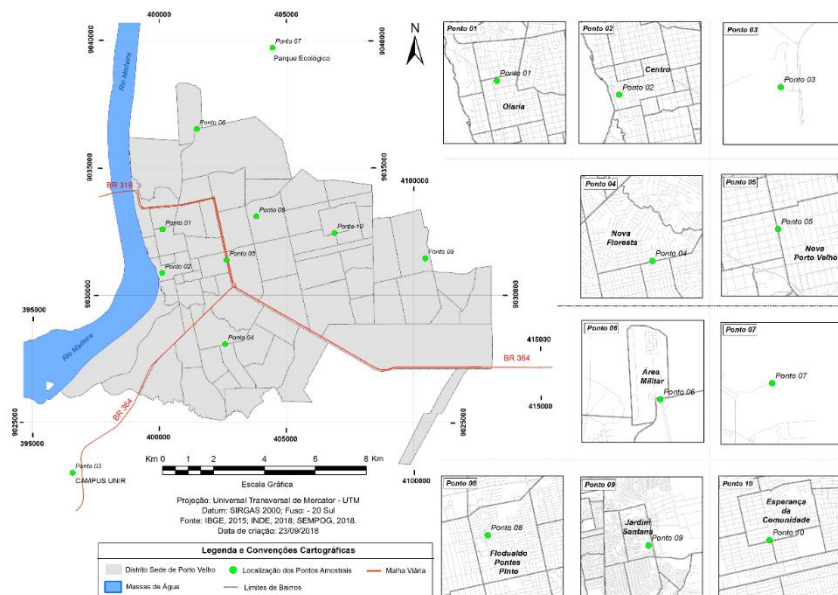 400000
405000
9040000
9040000
Ponto 07
Parque Ecológico
N
Rio Madeira
Ponto 06
9035000
9035000
BR 319
4100000
Ponto 01
Ponto 08
Ponto 10
Ponto 02
Ponto 05
Ponto 09
9030000
9030000
395000
Rio Madeira
Ponto 04
415000
BR 364
415000
BR 364
9025000
9025000
395000
400000
405000
4100000
Ponto 03
CAMPUS UNIR
Km 0 1 2 4 6 8 Km
Escala Gráfica
Projeção: Universal Transversal de Mercator - UTM
Datum: SIRGAS 2000; Fuso: - 20 Sul
Fonte: IBGE, 2015; INDE, 2018; SEMPOG, 2018.
Data de criação: 23/09/2018
Legenda e Convenções Cartográficas
Distrito Sede de Porto Velho
Localização dos Pontos Amostrais
Malha Viária
Massas de Água
Limites de Bairros
Ponto 01
Ponto 01
Olaria
Ponto 02
Centro
Ponto 02
Ponto 03
Ponto 03
Ponto 04
Nova
Floresta
Ponto 04
Ponto 05
Ponto 05
Nova
Porto Velho
Ponto 06
Área
Militar
Ponto 06
Ponto 07
Ponto 07
Ponto 08
Ponto 08
Flodualdo
Pontes
Pinto
Ponto 09
Jardim
Santana
Ponto 09
Ponto 10
Esperança
da
Comunidade
Ponto 10